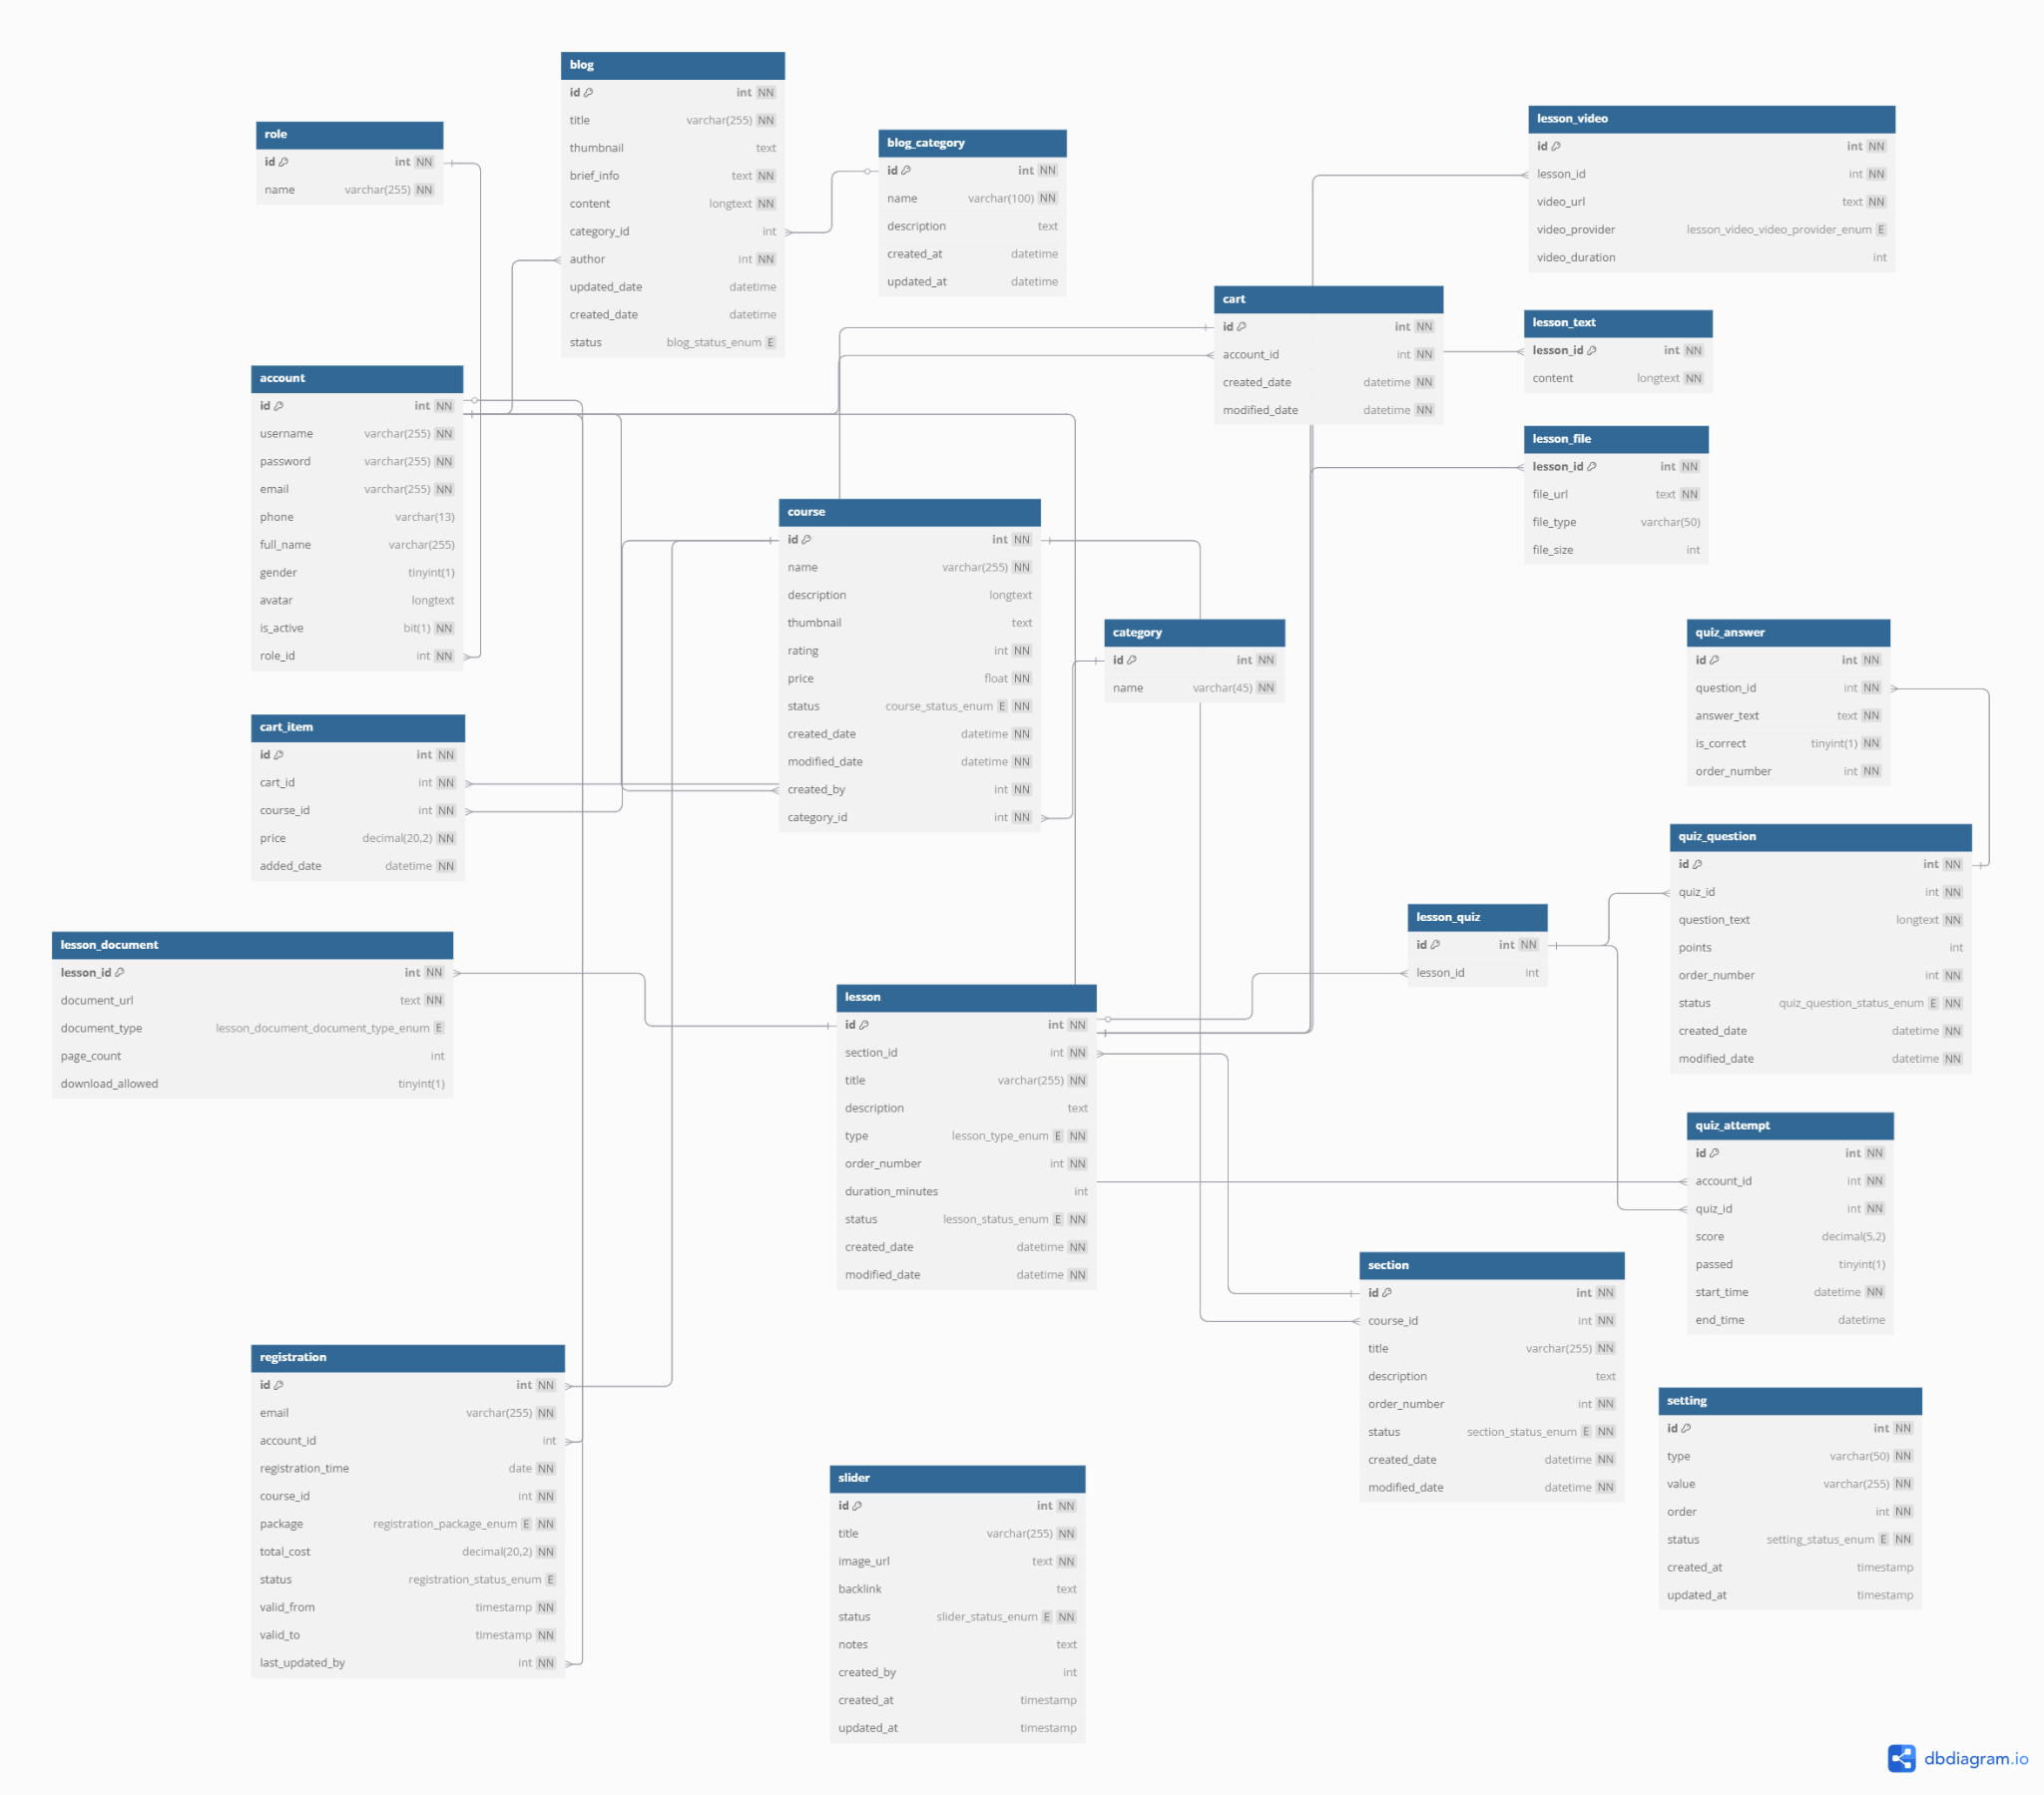 blog
id int NN
title varchar(255) NN
thumbnail text
brief_info text NN
content longtext NN
category_id int
author int NN
updated_date datetime
created_date datetime
status blog_status_enum E
role
id int NN
name varchar(255) NN
blog_category
id int NN
name varchar(100) NN
description text
created_at datetime
updated_at datetime
lesson_video
id int NN
lesson_id int NN
video_url text NN
video_provider lesson_video_video_provider_enum E
video_duration int
cart
id int NN
account_id int NN
created_date datetime NN
modified_date datetime NN
lesson_text
lesson_id int NN
content longtext NN
account
id int NN
username varchar(255) NN
password varchar(255) NN
email varchar(255) NN
phone varchar(13)
full_name varchar(255)
gender tinyint(1)
avatar longtext
is_active bit(1) NN
role_id int NN
lesson_file
lesson_id int NN
file_url text NN
file_type varchar(50)
file_size int
course
id int NN
name varchar(255) NN
description longtext
thumbnail text
rating int NN
price float NN
status course_status_enum E NN
created_date datetime NN
modified_date datetime NN
created_by int NN
category_id int NN
category
id int NN
name varchar(45) NN
quiz_answer
id int NN
question_id int NN
answer_text text NN
is_correct tinyint(1) NN
order_number int NN
cart_item
id int NN
cart_id int NN
course_id int NN
price decimal(20,2) NN
added_date datetime NN
quiz_question
id int NN
quiz_id int NN
question_text longtext NN
points int
order_number int NN
status quiz_question_status_enum E NN
created_date datetime NN
modified_date datetime NN
lesson_quiz
id int NN
lesson_id int
lesson_document
lesson_id int NN
document_url text NN
document_type lesson_document_document_type_enum E
page_count int
download_allowed tinyint(1)
lesson
id int NN
section_id int NN
title varchar(255) NN
description text
type lesson_type_enum E NN
order_number int NN
duration_minutes int
status lesson_status_enum E NN
created_date datetime NN
modified_date datetime NN
quiz_attempt
id int NN
account_id int NN
quiz_id int NN
score decimal(5,2)
passed tinyint(1)
start_time datetime NN
end_time datetime
section
id int NN
course_id int NN
title varchar(255) NN
description text
order_number int NN
status section_status_enum E NN
created_date datetime NN
modified_date datetime NN
registration
id int NN
email varchar(255) NN
account_id int
registration_time date NN
course_id int NN
package registration_package_enum E NN
total_cost decimal(20,2) NN
status registration_status_enum E
valid_from timestamp NN
valid_to timestamp NN
last_updated_by int NN
setting
id int NN
type varchar(50) NN
value varchar(255) NN
order int NN
status setting_status_enum E NN
created_at timestamp
updated_at timestamp
slider
id int NN
title varchar(255) NN
image_url text NN
backlink text
status slider_status_enum E NN
notes text
created_by int
created_at timestamp
updated_at timestamp
dbdiagram.io